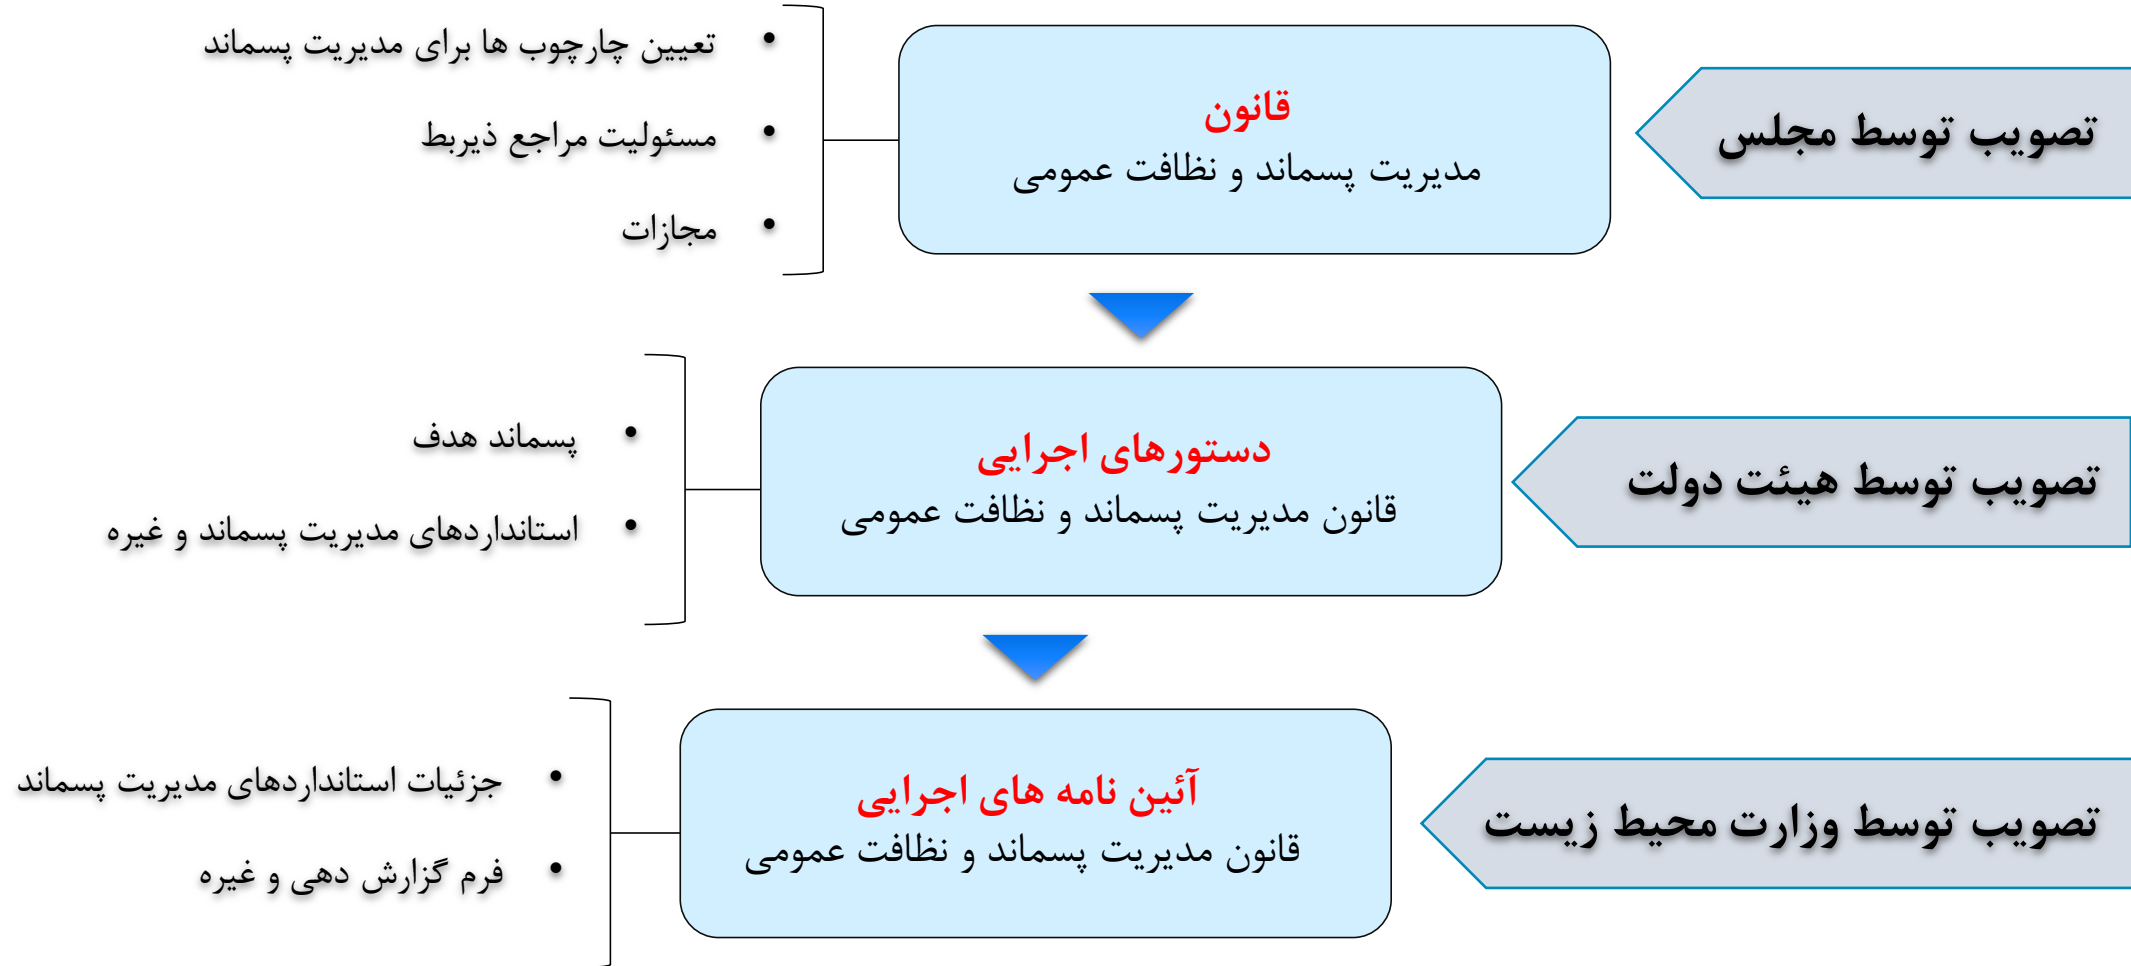 تصویب توسط مجلس
قانون
مدیریت پسماند و نظافت عمومی
• تعیین چارچوب ها برای مدیریت پسماند
• مسئولیت مراجع ذیربط
• مجازات
تصویب توسط هیئت دولت
دستورهای اجرایی
قانون مدیریت پسماند و نظافت عمومی
• پسماند هدف
• استانداردهای مدیریت پسماند و غیره
تصویب توسط وزارت محیط زیست
آئین نامه های اجرایی
قانون مدیریت پسماند و نظافت عمومی
• جزئیات استانداردهای مدیریت پسماند
• فرم گزارش دهی و غیره